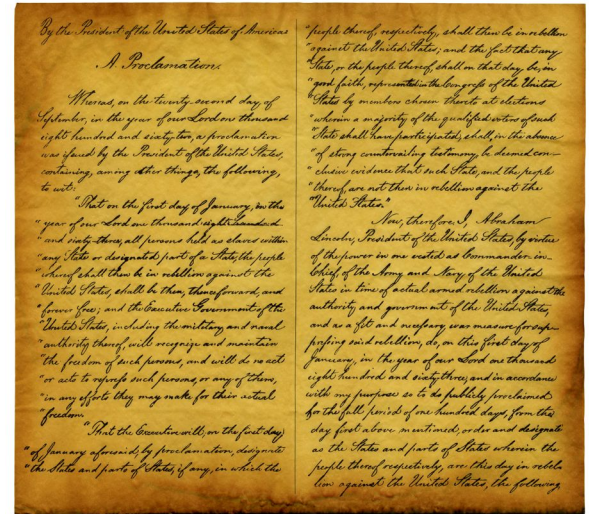 By the President of the United States of America:
A Proclamation.
Whereas, on the twenty-second day of
September, in the year of our Lord one thousand
eight hundred and sixty-two, a proclamation
was issued by the President of the United States,
containing, among other things, the following,
to wit:
"That on the first day of January, in the
"year of our Lord one thousand eight hundred
"and sixty-three, all persons held as slaves within
"any State or designated part of a State, the people
"whereof shall then be in rebellion against the
"United States, shall be then, thenceforward, and
"forever free; and the Executive Government of the
"United States, including the military and naval
"authority thereof, will recognize and maintain
"the freedom of such persons, and will do no act
"or acts to repress such persons, or any of them,
"in any efforts they may make for their actual
"freedom.
"That the Executive will, on the first day
"of January aforesaid, by proclamation, designate
"the States and parts of States, if any, in which the
"people thereof, respectively, shall then be in rebellion
"against the United States; and the fact that any
"State, or the people thereof, shall on that day be, in
"good faith, represented in the Congress of the United
"States by members chosen thereto at elections
"wherein a majority of the qualified voters of such
"State shall have participated, shall, in the absence
"of strong countervailing testimony, be deemed con-
"clusive evidence that such State, and the people
"thereof, are not then in rebellion against the
"United States."
Now, therefore, I, Abraham
Lincoln, President of the United States, by virtue
of the power in me vested as Commander-in-
Chief, of the Army and Navy of the United
States in time of actual armed rebellion against the
authority and government of the United States,
and as a fit and necessary war measure for sup-
pressing said rebellion, do, on this first day of
January, in the year of our Lord one thousand
eight hundred and sixty three, and in accordance
with my purpose so to do publicly proclaimed
for the full period of one hundred days, from the
day first above mentioned, order and designate
as the States and parts of States wherein the
people thereof respectively, are this day in rebel-
lion against the United States, the following